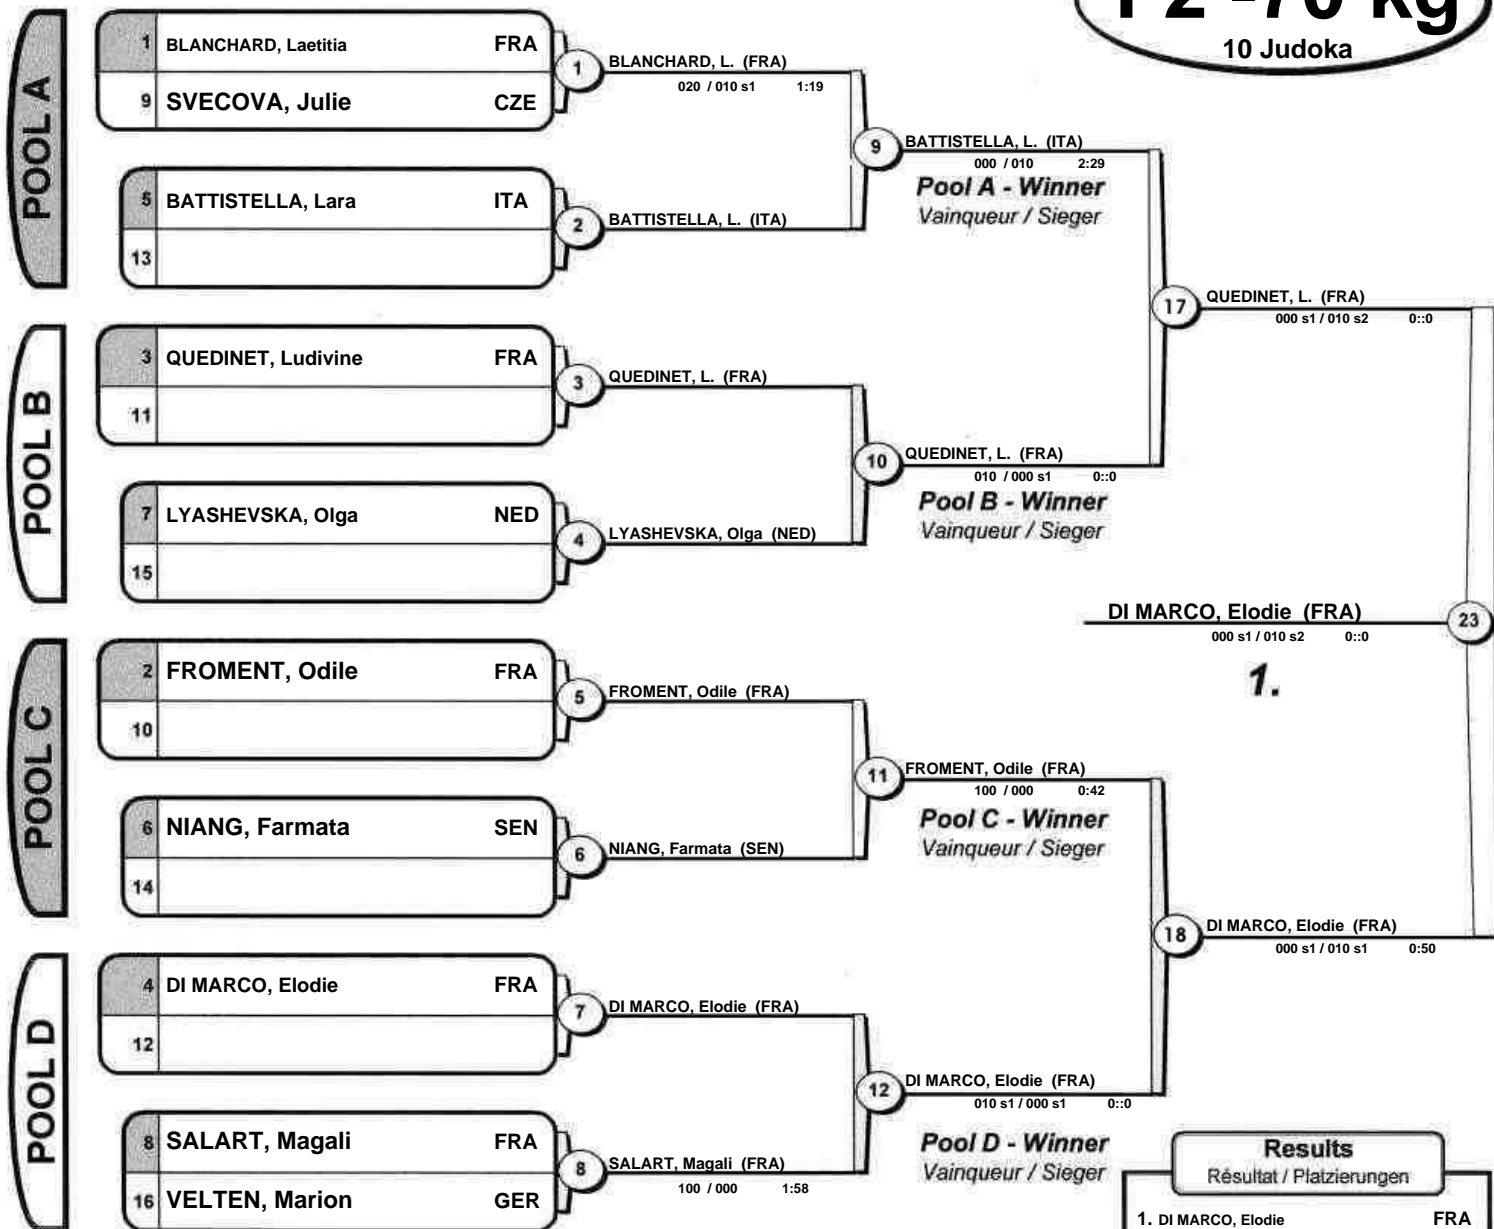 -70 kg
10 Judoka
POOL A
1 BLANCHARD, Laetitia FRA
9 SVECOVA, Julie CZE
1
BLANCHARD, L. (FRA)
020 / 010 s1 1:19
5 BATTISTELLA, Lara ITA
13
2
BATTISTELLA, L. (ITA)
9
BATTISTELLA, L. (ITA)
000 / 010 2:29
Pool A - Winner
Vainqueur / Sieger
POOL B
3 QUEDINET, Ludivine FRA
11
3
QUEDINET, L. (FRA)
7 LYASHEVSKA, Olga NED
15
4
LYASHEVSKA, Olga (NED)
10
QUEDINET, L. (FRA)
010 / 000 s1 0::0
Pool B - Winner
Vainqueur / Sieger
17
QUEDINET, L. (FRA)
000 s1 / 010 s2 0::0
DI MARCO, Elodie (FRA)
23
000 s1 / 010 s2 0::0
1.
POOL C
2 FROMENT, Odile FRA
10
5
FROMENT, Odile (FRA)
6 NIANG, Farmata SEN
14
6
NIANG, Farmata (SEN)
11
FROMENT, Odile (FRA)
100 / 000 0:42
Pool C - Winner
Vainqueur / Sieger
18
DI MARCO, Elodie (FRA)
000 s1 / 010 s1 0:50
POOL D
4 DI MARCO, Elodie FRA
12
7
DI MARCO, Elodie (FRA)
8 SALART, Magali FRA
16 VELTEN, Marion GER
8
SALART, Magali (FRA)
100 / 000 1:58
12
DI MARCO, Elodie (FRA)
010 s1 / 000 s1 0::0
Pool D - Winner
Vainqueur / Sieger
Results
Résultat / Platzierungen
1. DI MARCO, Elodie FRA